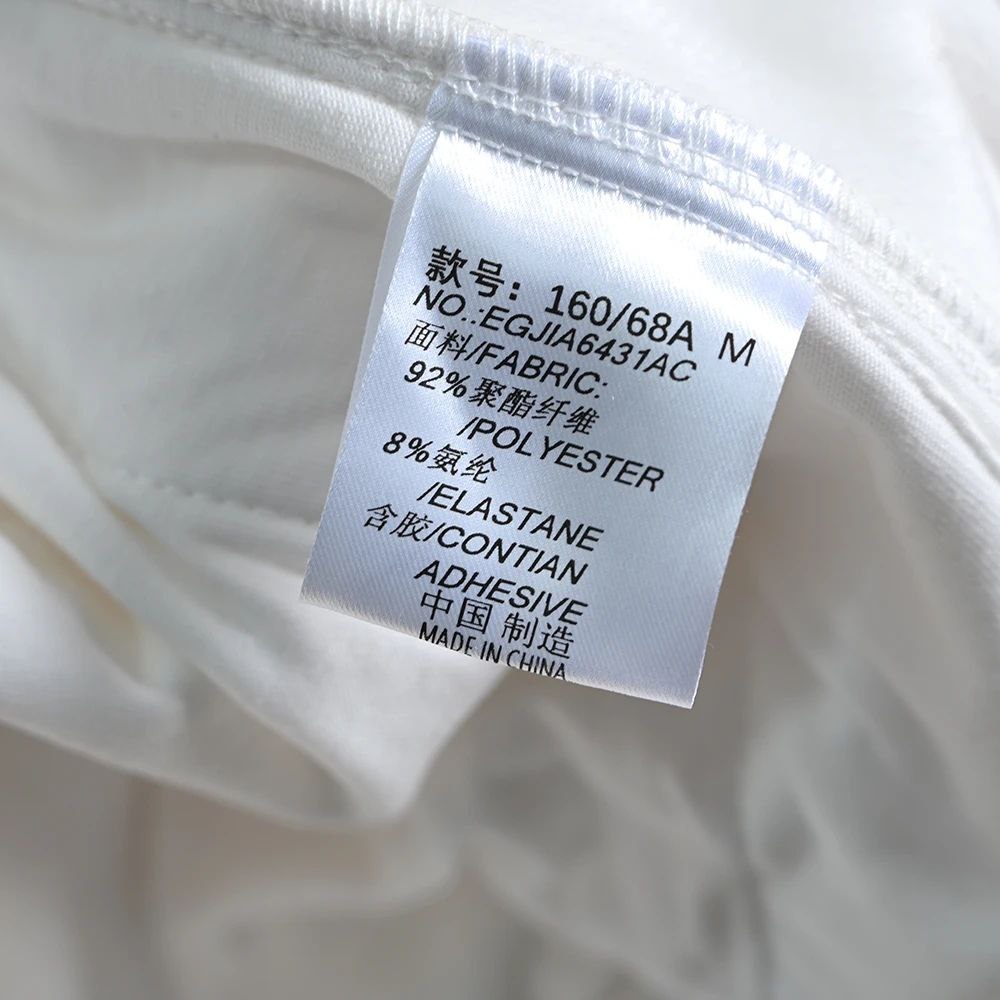 款号: 160/68A M
NO.:EGJIA6431AC
面料/FABRIC:
92%聚酯纤维
/POLYESTER
8%氨纶
/ELASTANE
含胶/CONTIAN
ADHESIVE
中国 制造
MADE IN CHINA